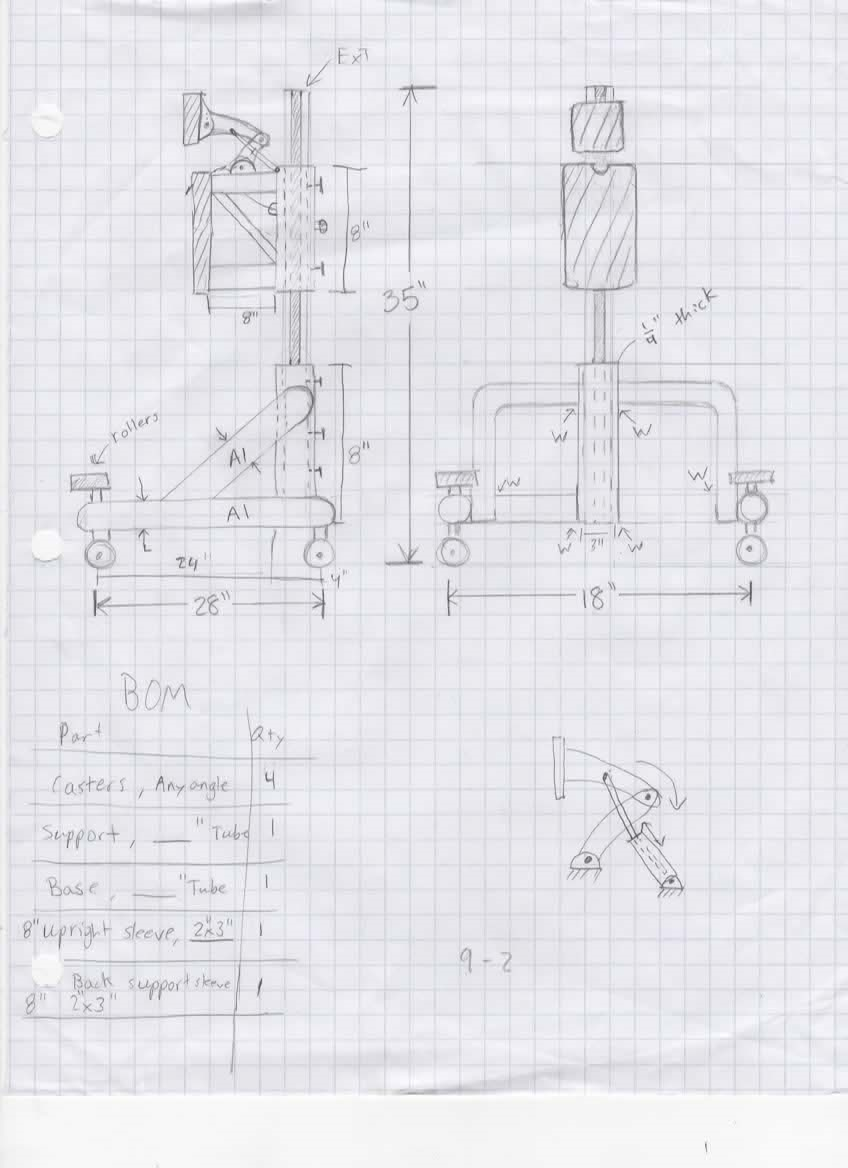 Ext
8"
8"
35"
1/4" thick
rollers
Al
8"
W
W
Al
W
W
24"
4"
W
3"
W
28"
18"
BOM
Part Qty
Casters, Any angle 4
Support, ___" Tube 1
Base, ___" Tube 1
8" Upright sleeve, 2"x3" 1
Back support sleeve 1
8" 2"x3"
9-2